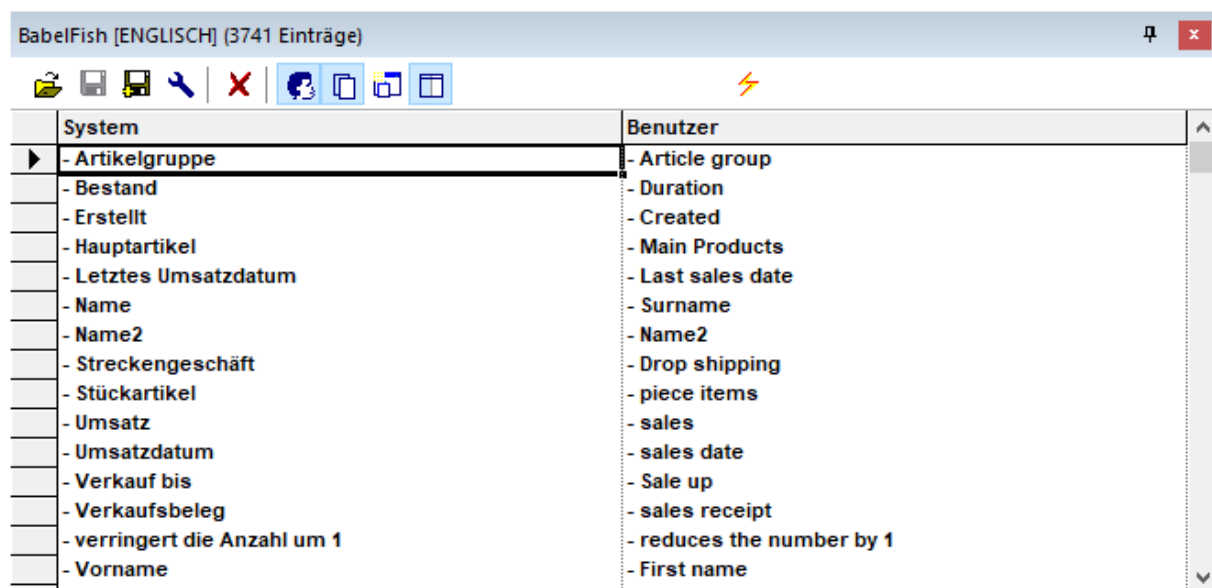 BabelFish [ENGLISCH] (3741 Einträge)
System Benutzer
- Artikelgruppe - Article group
- Bestand - Duration
- Erstellt - Created
- Hauptartikel - Main Products
- Letztes Umsatzdatum - Last sales date
- Name - Surname
- Name2 - Name2
- Streckengeschäft - Drop shipping
- Stückartikel - piece items
- Umsatz - sales
- Umsatzdatum - sales date
- Verkauf bis - Sale up
- Verkaufsbeleg - sales receipt
- verringert die Anzahl um 1 - reduces the number by 1
- Vorname - First name